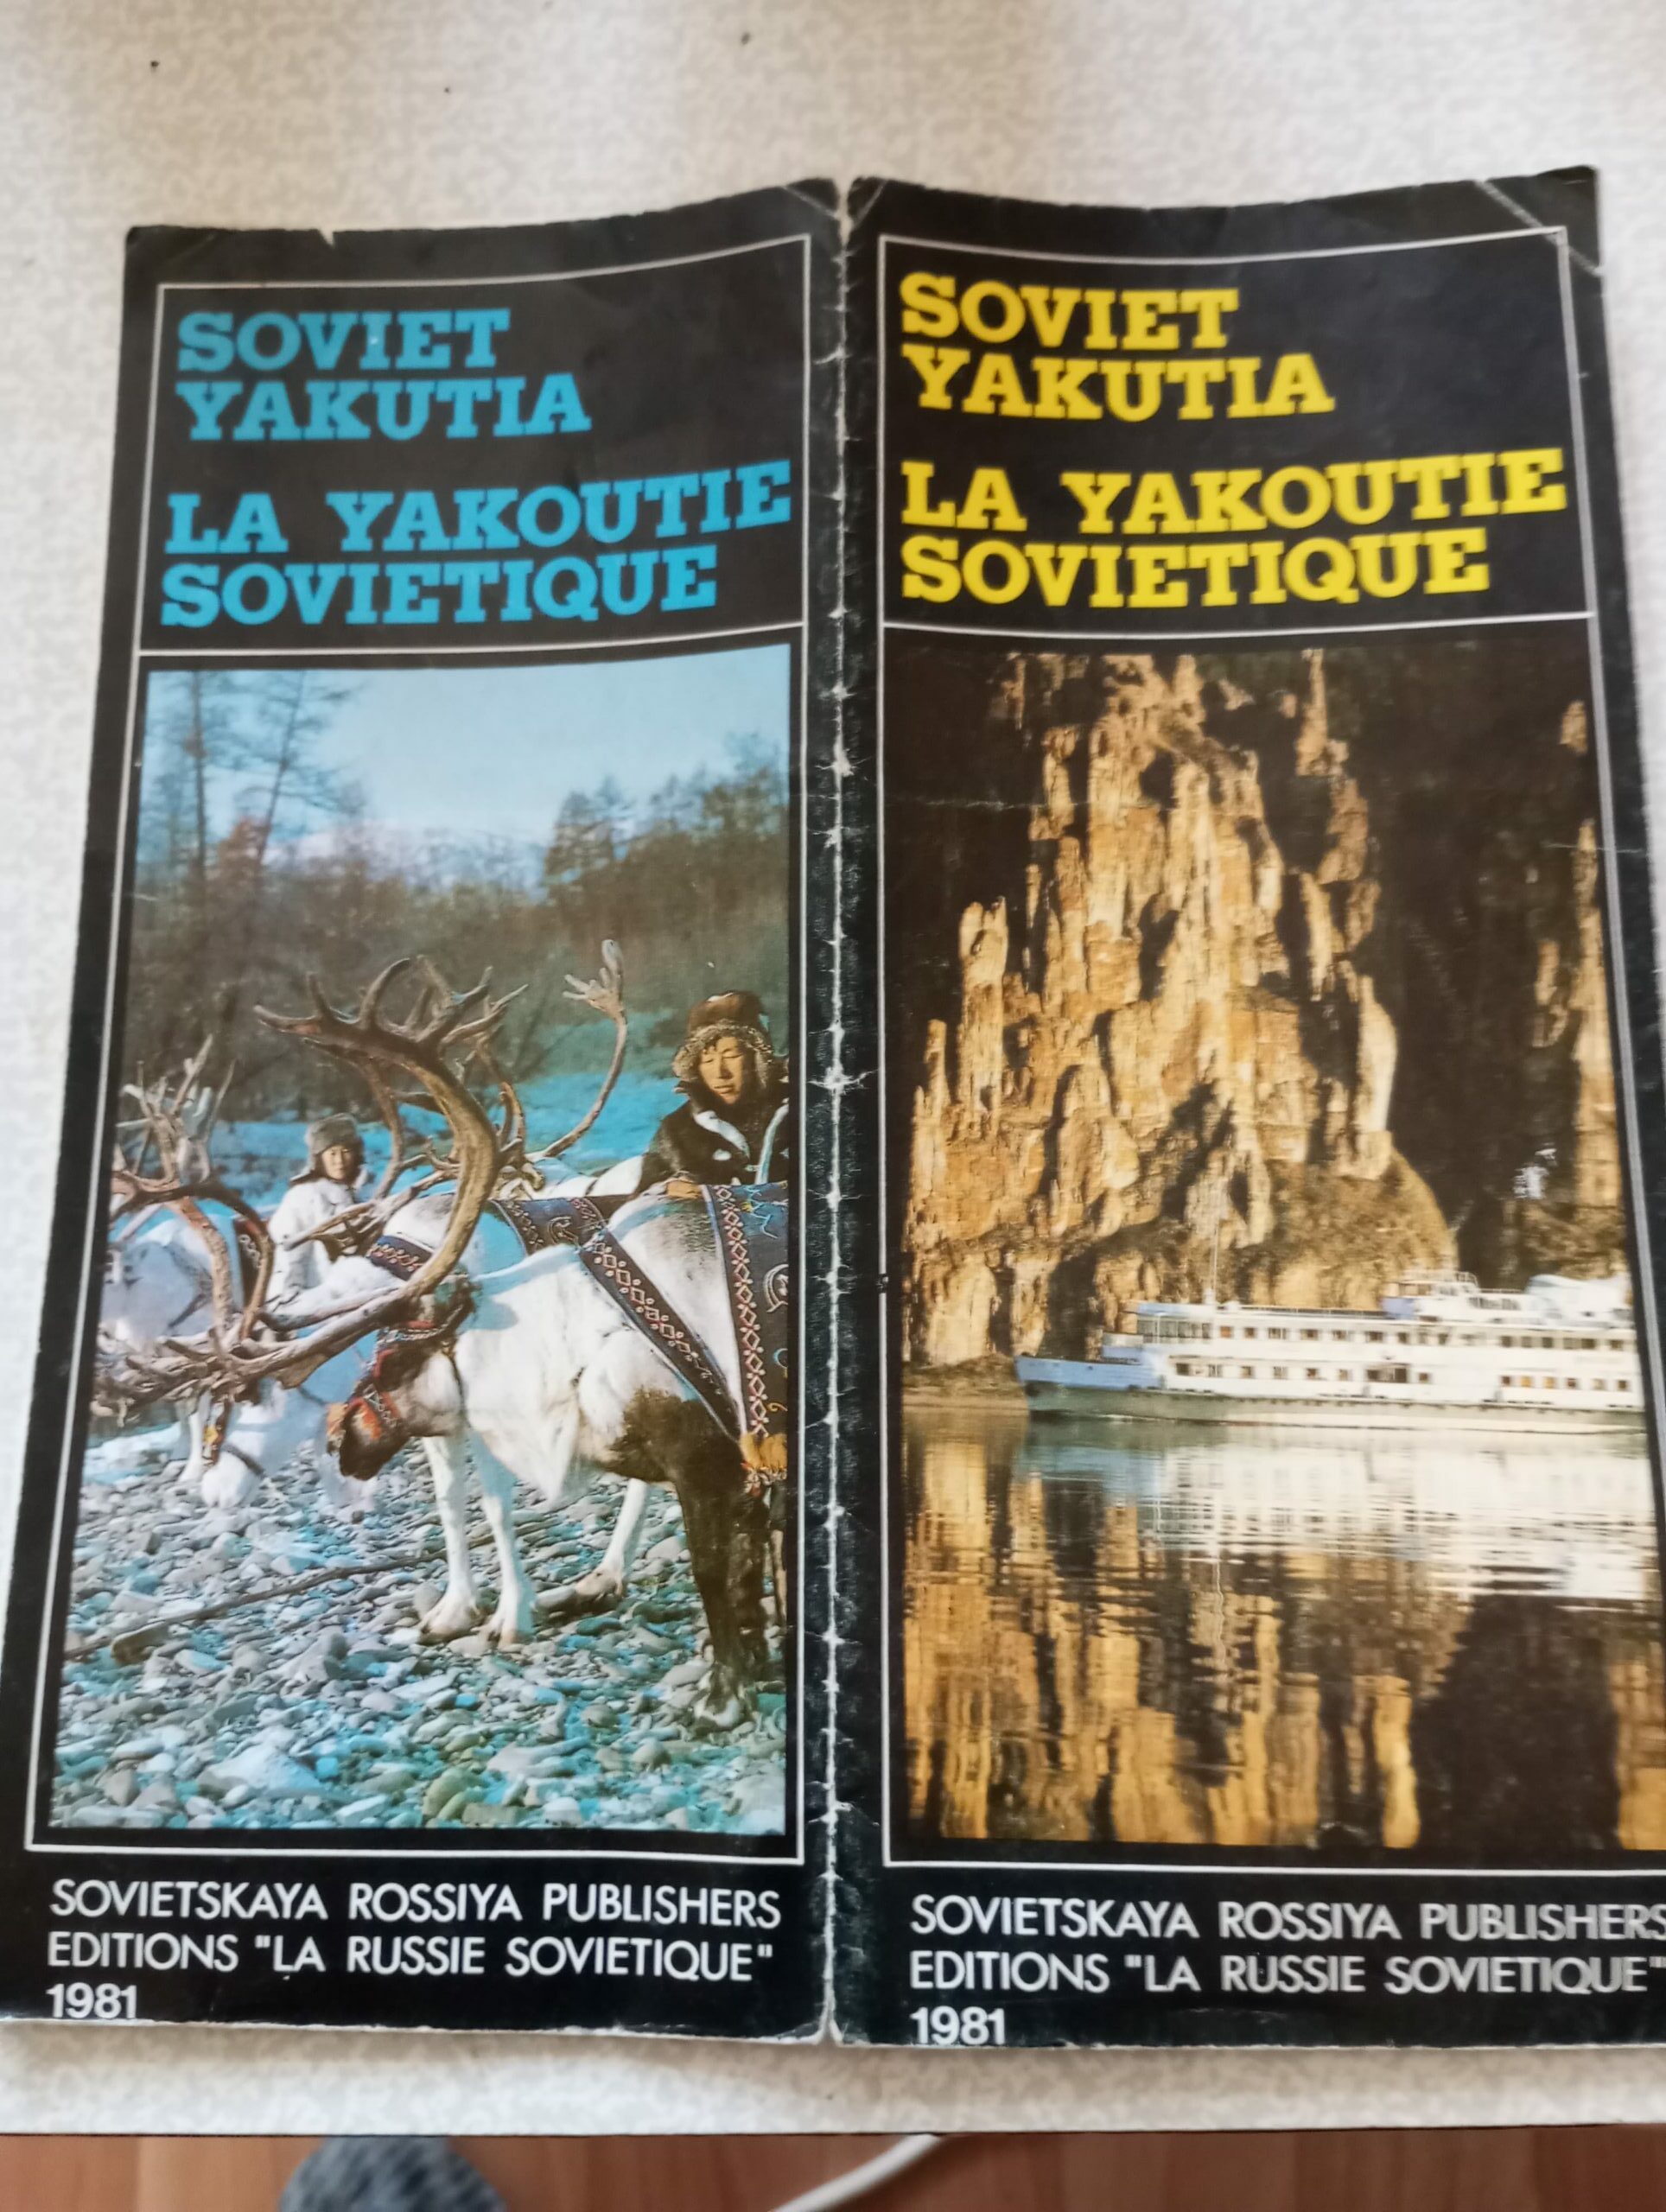 SOVIET
YAKUTIA
LA YAKOUTIE
SOVIETIQUE
SOVIETSKAYA ROSSIYA PUBLISHERS
EDITIONS "LA RUSSIE SOVIETIQUE"
1981
SOVIET
YAKUTIA
LA YAKOUTIE
SOVIETIQUE
SOVIETSKAYA ROSSIYA PUBLISHERS
EDITIONS "LA RUSSIE SOVIETIQUE"
1981